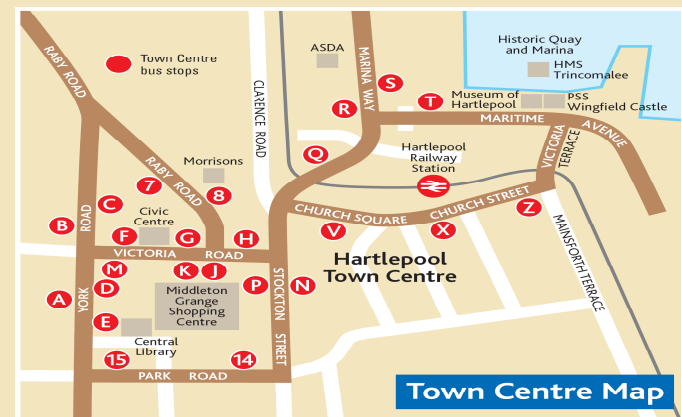 Historic Quay
and Marina
ASDA
HMS
Trincomalee
Town Centre
bus stops
RABY ROAD
MARINA WAY
S
CLARENCE ROAD
R
T
Museum of
Hartlepool
PSS
Wingfield Castle
MARITIME
AVENUE
VICTORIA
TERRACE
Q
Hartlepool
Railway
Station
Morrisons
RABY ROAD
7
8
C
B
ROAD
Civic
Centre
F
G
H
CHURCH SQUARE
CHURCH STREET
V
X
Z
VICTORIA ROAD
Hartlepool
Town Centre
MAINSFORTH TERRACE
M
K
J
D
P
N
A
YORK
Middleton
Grange
Shopping
Centre
STOCKTON
STREET
E
Central
Library
15
14
PARK ROAD
Town Centre Map